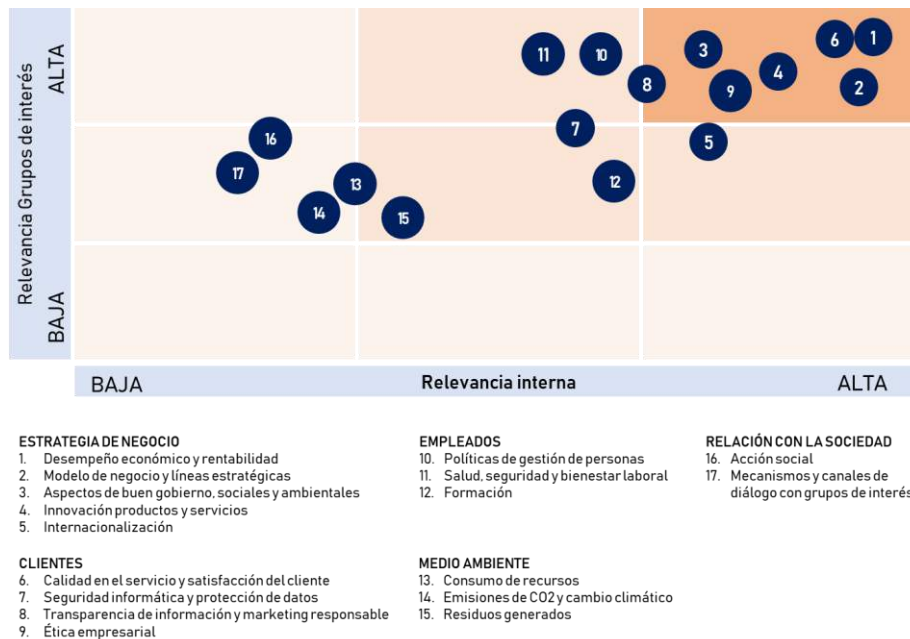 Relevancia Grupos de interés
ALTA
BAJA
11
10
3
6
1
8
9
4
2
16
7
5
17
13
12
14
15
BAJA
Relevancia interna
ALTA
ESTRATEGIA DE NEGOCIO
1. Desempeño económico y rentabilidad
2. Modelo de negocio y líneas estratégicas
3. Aspectos de buen gobierno, sociales y ambientales
4. Innovación productos y servicios
5. Internacionalización
CLIENTES
6. Calidad en el servicio y satisfacción del cliente
7. Seguridad informática y protección de datos
8. Transparencia de información y marketing responsable
9. Ética empresarial
EMPLEADOS
10. Políticas de gestión de personas
11. Salud, seguridad y bienestar laboral
12. Formación
MEDIO AMBIENTE
13. Consumo de recursos
14. Emisiones de CO2 y cambio climático
15. Residuos generados
RELACIÓN CON LA SOCIEDAD
16. Acción social
17. Mecanismos y canales de
diálogo con grupos de interés